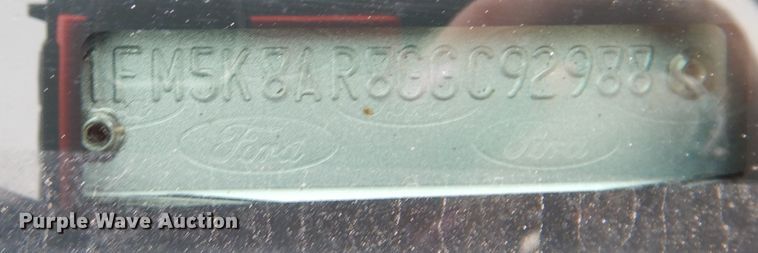 1FM5K8AR8GGC92988
Ford Ford
Purple Wave Auction